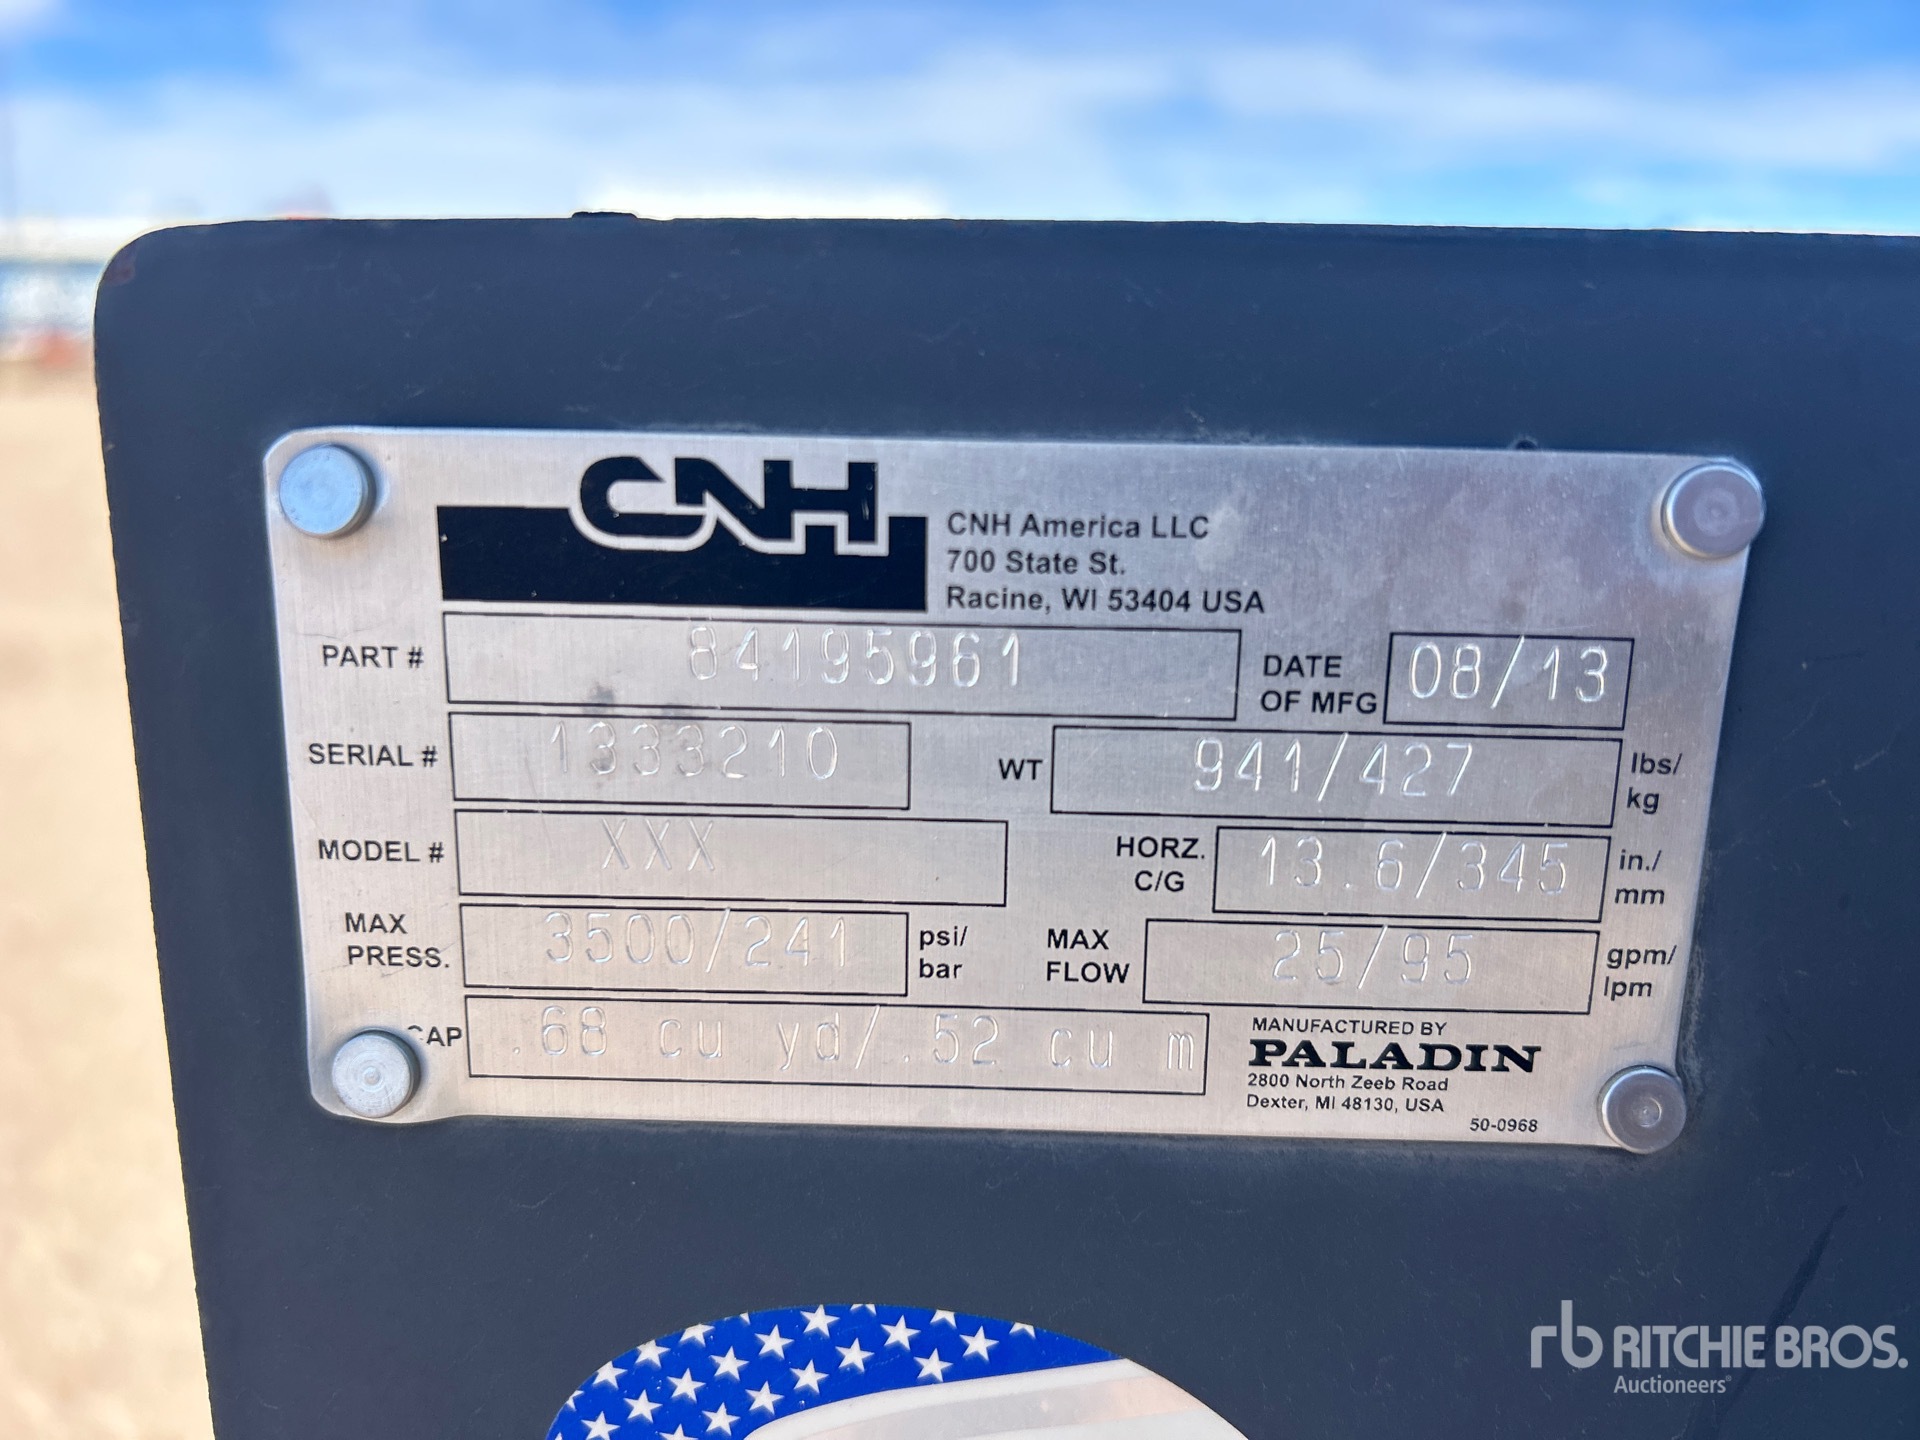 CNH
CNH America LLC
700 State St.
Racine, WI 53404 USA
PART # 84195961
DATE OF MFG 08/13
SERIAL # 1333210
WT 941/427 lbs/kg
MODEL # XXX
HORZ. C/G 13.6/345 in./mm
MAX PRESS. 3500/241 psi/bar
MAX FLOW 25/95 gpm/lpm
CAP .68 cu yd/.52 cu m
MANUFACTURED BY
PALADIN
2800 North Zeeb Road
Dexter, MI 48130, USA
50-0968
rb RITCHIE BROS.
Auctioneers